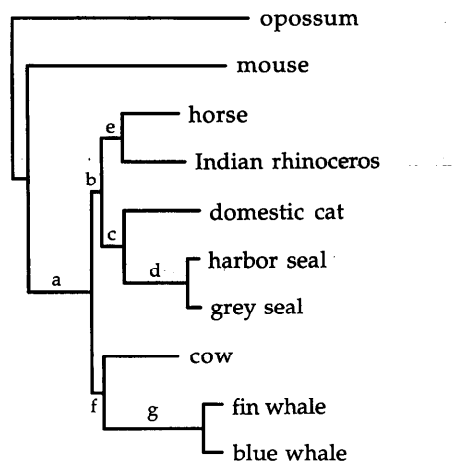 opossum
mouse
horse
e
Indian rhinoceros
b
domestic cat
c
harbor seal
d
a
grey seal
cow
f
g
fin whale
blue whale